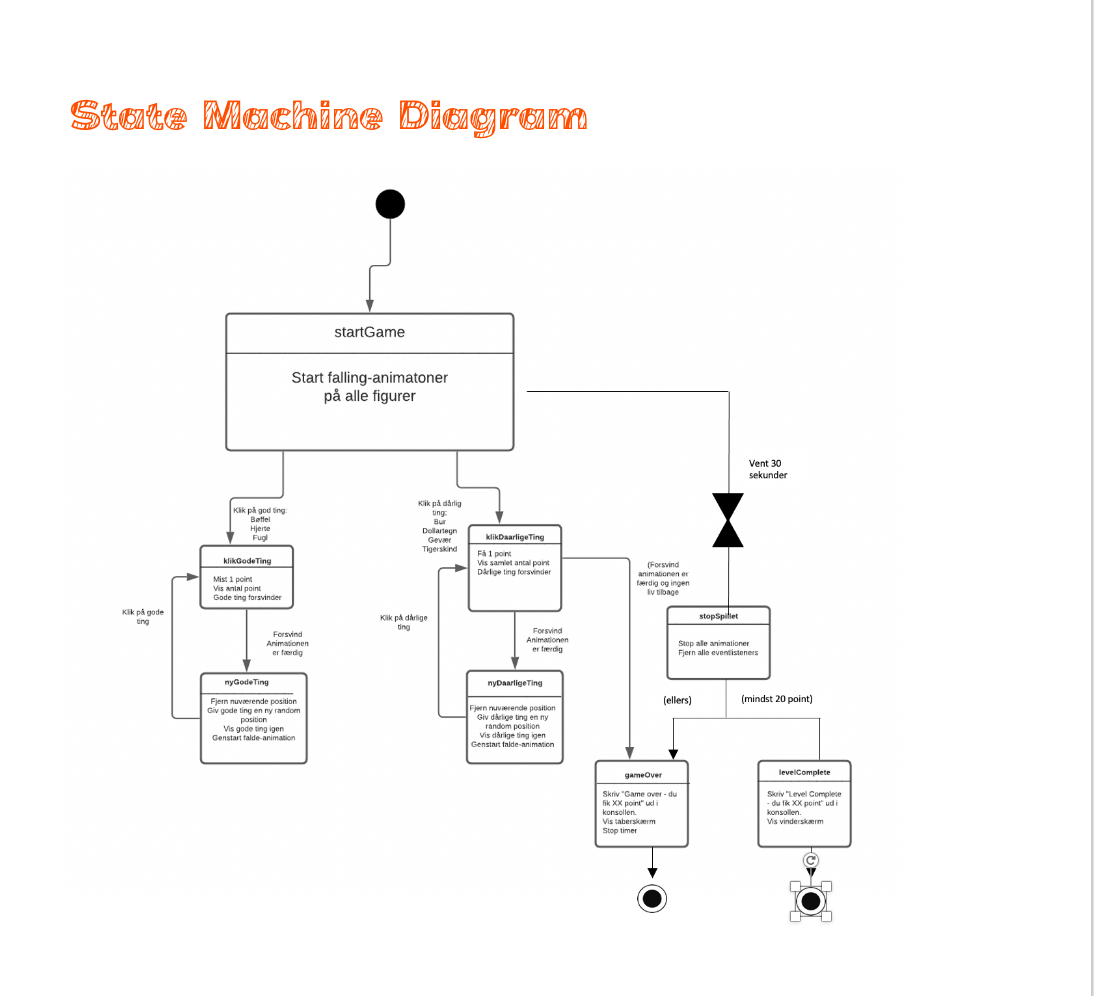 State Machine Diagram
startGame
Start falling-animatoner
på alle figurer
Vent 30
sekunder
Klik på god ting:
Bøffel
Hjerte
Fugl
klikGodeTing
Mist 1 point
Vis antal point
Gode ting forsvinder
Klik på gode
ting
Forsvind
Animationen
er færdig
nyGodeTing
Fjern nuværende position
Giv gode ting en ny random
position
Vis gode ting igen
Genstart falde-animation
Klik på dårlig
ting:
Bur
Dollartegn
Gevær
Tigerskind
klikDaarligeTing
Få 1 point
Vis samlet antal point
Dårlige ting forsvinder
Klik på dårlige
ting
Forsvind
Animationen
er færdig
nyDaarligeTing
Fjern nuværende position
Giv dårlige ting en ny
random position
Vis dårlige ting igen
Genstart falde-animation
(Forsvind
animationen er
færdig og ingen
liv tilbage
stopSpillet
Stop alle animationer
Fjern alle eventlisteners
(ellers)
(mindst 20 point)
gameOver
Skriv "Game over - du
fik XX point" ud i
konsollen.
Vis taberskærm
Stop timer
levelComplete
Skriv "Level Complete
- du fik XX point" ud i
konsollen.
Vis vinderskærm